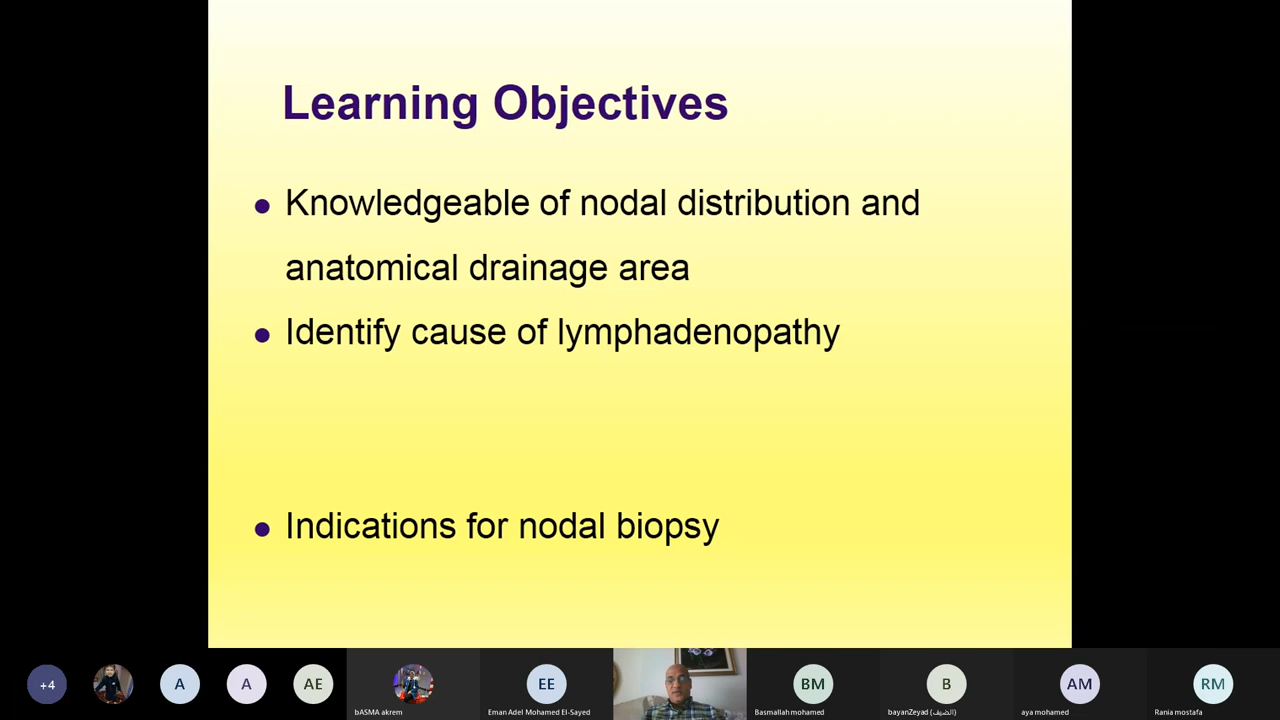 Learning Objectives
● Knowledgeable of nodal distribution and
anatomical drainage area
● Identify cause of lymphadenopathy
● Indications for nodal biopsy
+4
A
A
AE
bASMA akrem
EE
Eman Adel Mohamed El-Sayed
BM
Basmallah mohamed
B
bayanZeyad (الضيف)
AM
aya mohamed
RM
Rania mostafa